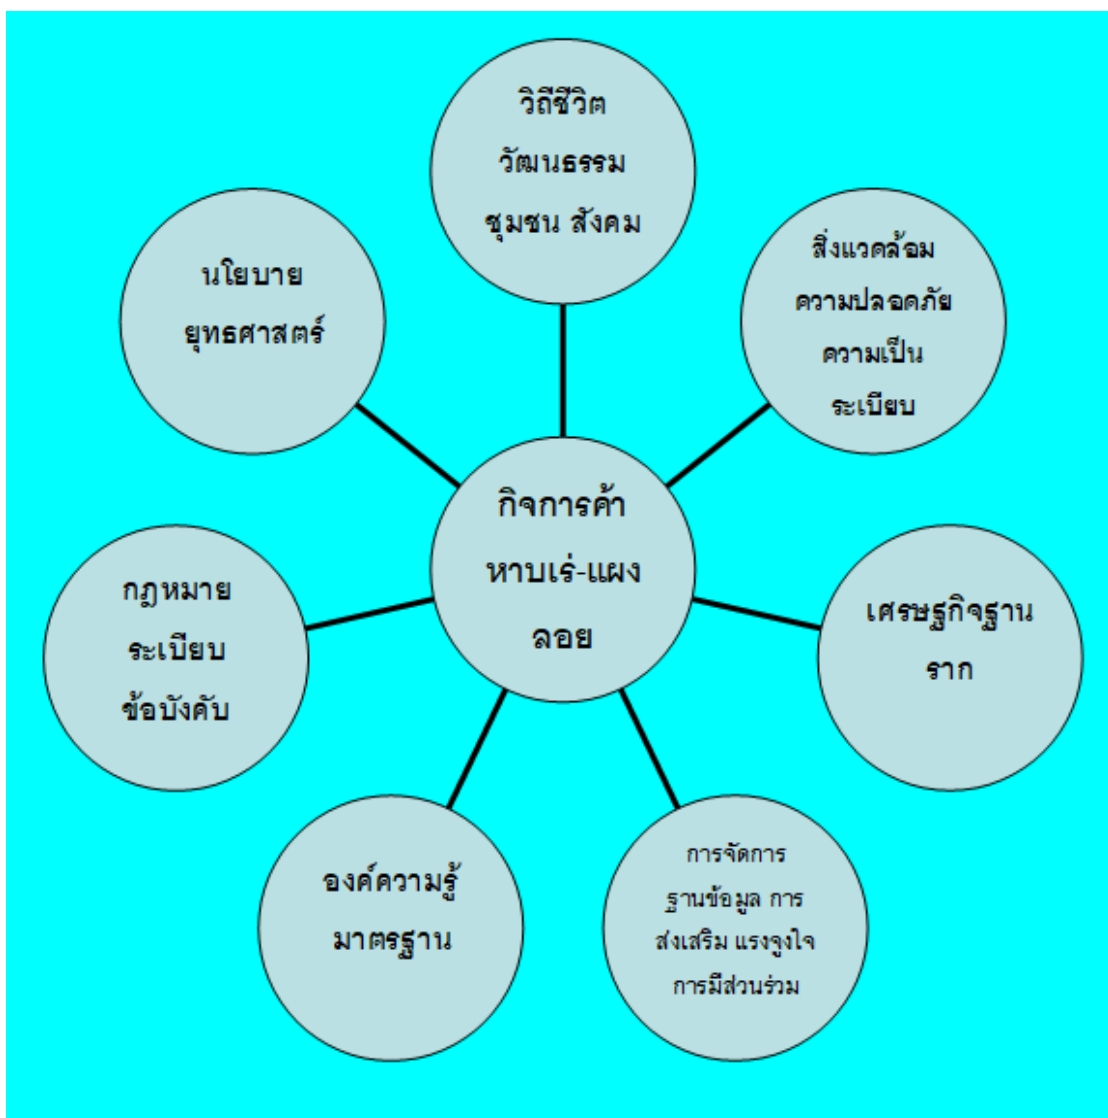 วิถีชีวิต
วัฒนธรรม
ชุมชน สังคม
สิ่งแวดล้อม
ความปลอดภัย
ความเป็น
ระเบียบ
เศรษฐกิจฐาน
ราก
การจัดการ
ฐานข้อมูล การ
ส่งเสริม แรงจูงใจ
การมีส่วนร่วม
องค์ความรู้
มาตรฐาน
กฎหมาย
ระเบียบ
ข้อบังคับ
นโยบาย
ยุทธศาสตร์
กิจการค้า
หาบเร่-แผง
ลอย